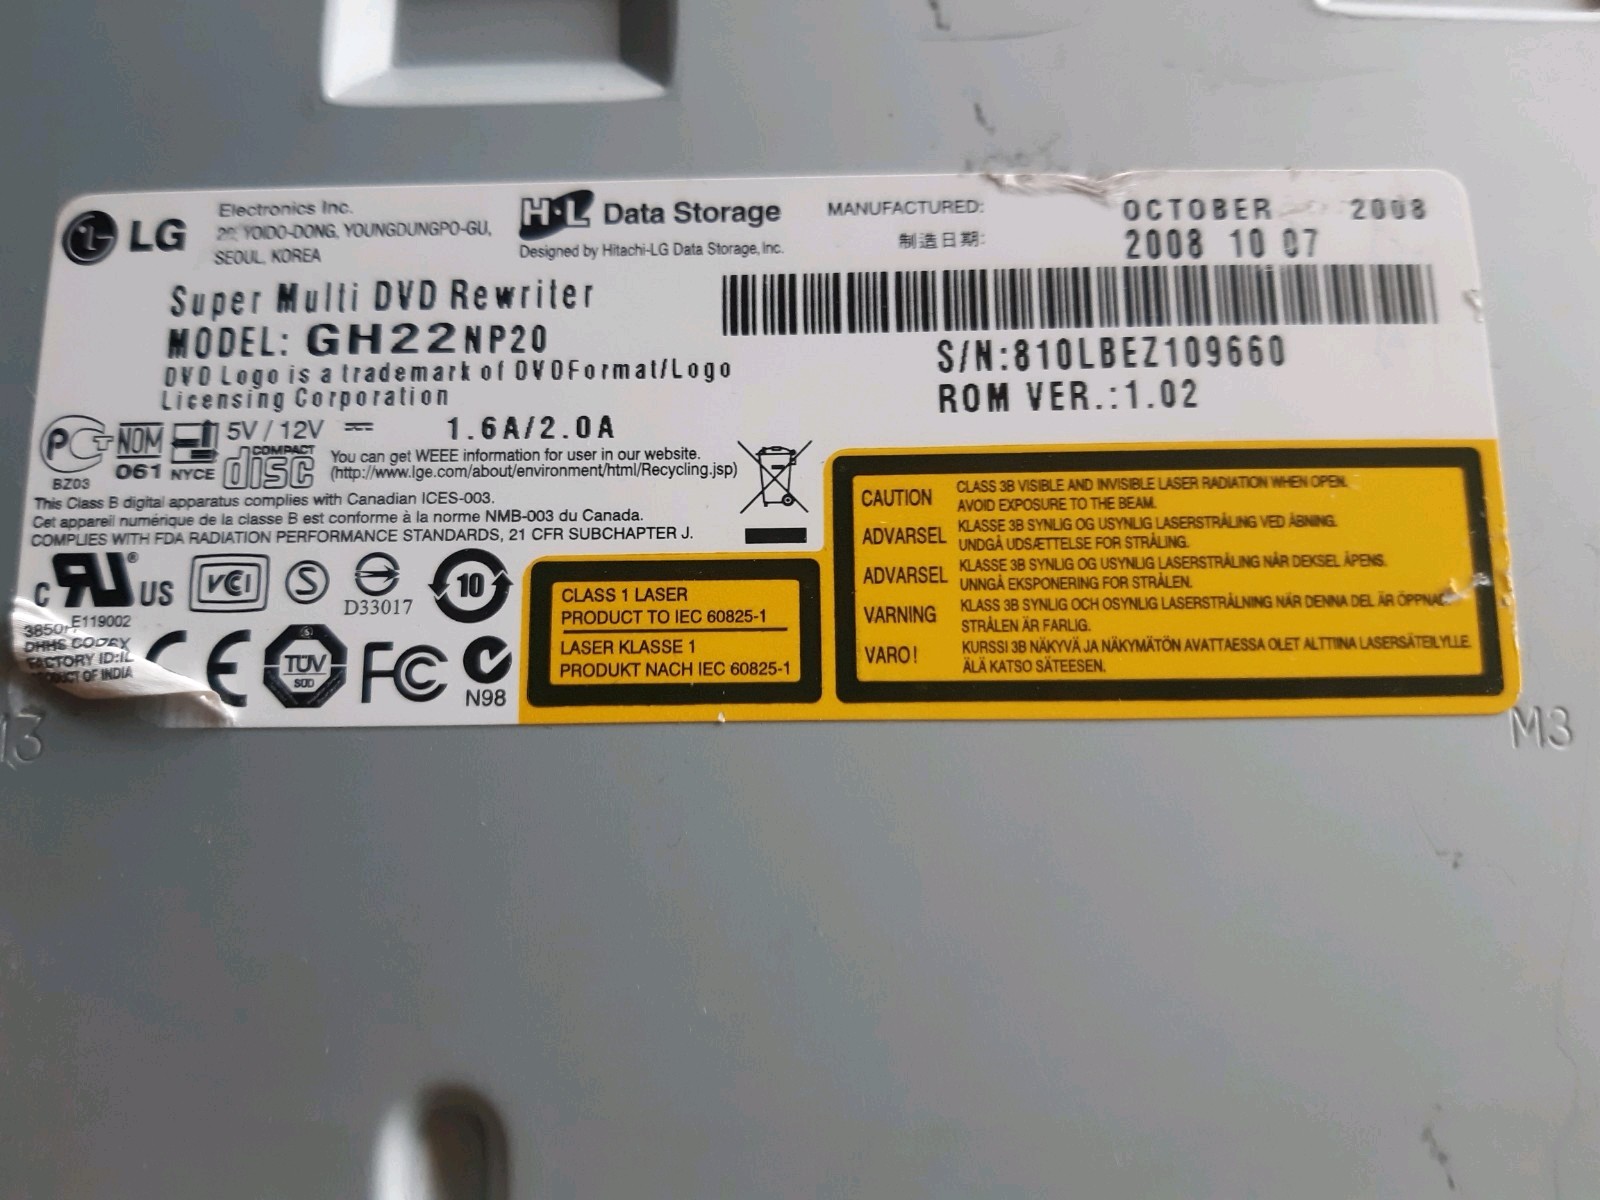 LG
Electronics Inc.
20, YOIDO-DONG, YOUNGDUNGPO-GU,
SEOUL, KOREA
H·L Data Storage
Designed by Hitachi-LG Data Storage, Inc.
MANUFACTURED: OCTOBER 2008
制造日期: 2008 10 07
Super Multi DVD Rewriter
MODEL: GH22NP20
DVD Logo is a trademark of DVDFormat/Logo
Licensing Corporation
S/N:810LBEZ109660
ROM VER.:1.02
5V / 12V 1.6A/2.0A
PCT
BZ03
NOM
061
NYCE
COMPACT
disc
You can get WEEE information for user in our website.
(http://www.lge.com/about/environment/html/Recycling.jsp)
This Class B digital apparatus complies with Canadian ICES-003.
Cet appareil numérique de la classe B est conforme à la norme NMB-003 du Canada.
COMPLIES WITH FDA RADIATION PERFORMANCE STANDARDS, 21 CFR SUBCHAPTER J.
C RU ® US
E119002
VCI
S
D33017
10
3850
FACTORY ID:IL
OF INDIA
CE
TÜV
SÜD
FC
N98
CLASS 1 LASER
PRODUCT TO IEC 60825-1
LASER KLASSE 1
PRODUKT NACH IEC 60825-1
CAUTION CLASS 3B VISIBLE AND INVISIBLE LASER RADIATION WHEN OPEN.
AVOID EXPOSURE TO THE BEAM.
ADVARSEL KLASSE 3B SYNLIG OG USYNLIG LASERSTRÅLING VED ÅBNING.
UNDGÅ UDSÆTTELSE FOR STRÅLING.
ADVARSEL KLASSE 3B SYNLIG OG USYNLIG LASERSTRÅLING NÅR DEKSEL ÅPENS.
UNNGÅ EKSPONERING FOR STRÅLEN.
VARNING KLASS 3B SYNLIG OCH OSYNLIG LASERSTRÅLNING NÄR DENNA DEL ÄR ÖPPNAD
STRÅLEN ÄR FARLIG.
VARO! KURSSI 3B NÄKYVÄ JA NÄKYMÄTÖN AVATTAESSA OLET ALTTIINA LASERSÄTEILYLLE.
ÄLÄ KATSO SÄTEESEN.
M3